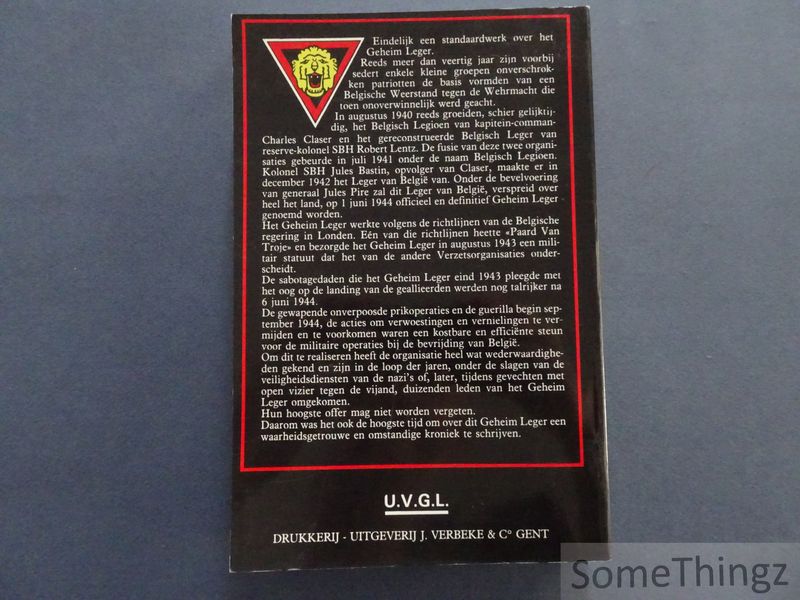 Eindelijk een standaardwerk over het
Geheim Leger.
Reeds meer dan veertig jaar zijn voorbij
sedert enkele kleine groepen onverschrok-
ken patriotten de basis vormden van een
Belgische Weerstand tegen de Wehrmacht die
toen onoverwinnelijk werd geacht.
In augustus 1940 reeds groeiden, schier gelijktij-
dig, het Belgisch Legioen van kapitein-comman-
Charles Claser en het gereconstrueerde Belgisch Leger van
reserve-kolonel SBH Robert Lentz. De fusie van deze twee organi-
saties gebeurde in juli 1941 onder de naam Belgisch Legioen.
Kolonel SBH Jules Bastin, opvolger van Claser, maakte er in
december 1942 het Leger van België van. Onder de bevelvoering
van generaal Jules Pire zal dit Leger van België, verspreid over
heel het land, op 1 juni 1944 officieel en definitief Geheim Leger
genoemd worden.
Het Geheim Leger werkte volgens de richtlijnen van de Belgische
regering in Londen. Eén van die richtlijnen heette «Paard Van
Troje» en bezorgde het Geheim Leger in augustus 1943 een mili-
tair statuut dat het van de andere Verzetsorganisaties onder-
scheidt.
De sabotagedaden die het Geheim Leger eind 1943 pleegde met
het oog op de landing van de geallieerden werden nog talrijker na
6 juni 1944.
De gewapende onverpoosde prikoperaties en de guerilla begin sep-
tember 1944, de acties om verwoestingen en vernielingen te ver-
mijden en te voorkomen waren een kostbare en efficiënte steun
voor de militaire operaties bij de bevrijding van België.
Om dit te realiseren heeft de organisatie heel wat wederwaardighe-
den gekend en zijn in de loop der jaren, onder de slagen van de
veiligheidsdiensten van de nazi's of, later, tijdens gevechten met
open vizier tegen de vijand, duizenden leden van het Geheim
Leger omgekomen.
Hun hoogste offer mag niet worden vergeten.
Daarom was het ook de hoogste tijd om over dit Geheim Leger een
waarheidsgetrouwe en omstandige kroniek te schrijven.
U.V.G.L.
DRUKKERIJ - UITGEVERIJ J. VERBEKE & C° GENT
SomeThingz